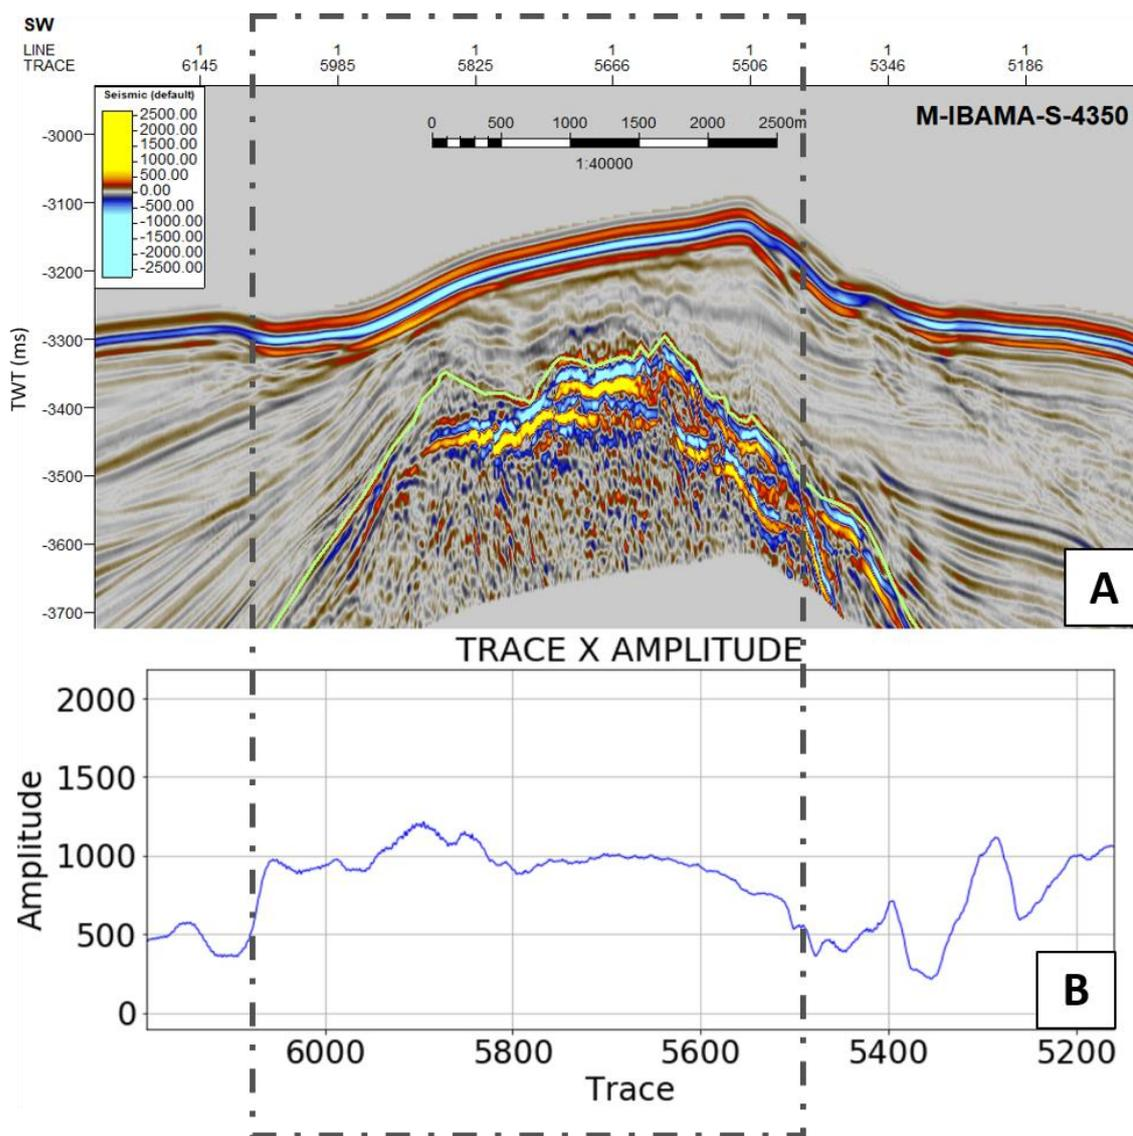 SW
LINE 1 1 1 1 1 1 1
TRACE 6145 5985 5825 5666 5506 5346 5186
Seismic (default)
2500.00
2000.00
1500.00
1000.00
500.00
0.00
-500.00
-1000.00
-1500.00
-2000.00
-2500.00
M-IBAMA-S-4350
0 500 1000 1500 2000 2500m
1:40000
TWT (ms)
-3000
-3100
-3200
-3300
-3400
-3500
-3600
-3700
A
TRACE X AMPLITUDE
Amplitude
2000
1500
1000
500
0
B
6000 5800 5600 5400 5200
Trace